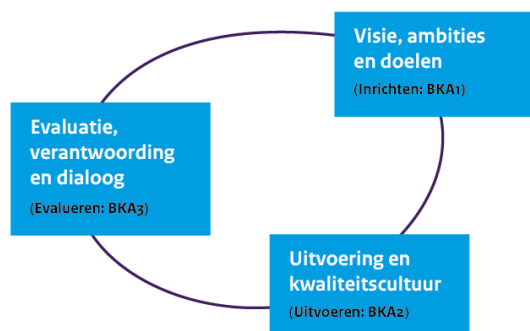 Visie, ambities
en doelen
(Inrichten: BKA1)
Evaluatie,
verantwoording
en dialoog
(Evalueren: BKA3)
Uitvoering en
kwaliteitscultuur
(Uitvoeren: BKA2)